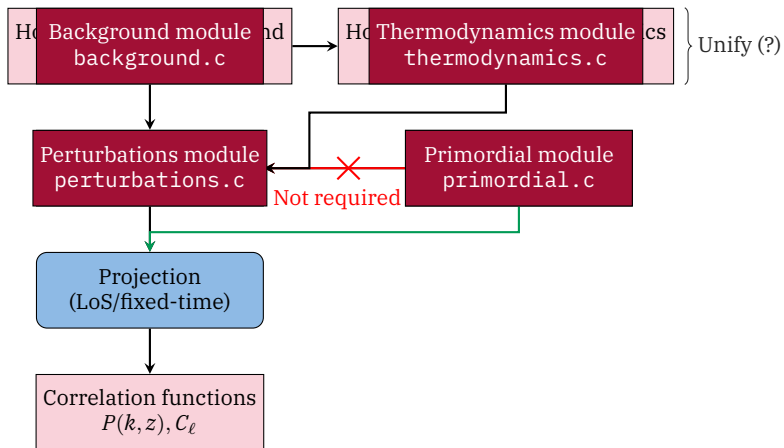 Background module
background.c
Thermodynamics module
thermodynamics.c
Unify (?)
Perturbations module
perturbations.c
Not required
Primordial module
primordial.c
Projection
(LoS/fixed-time)
Correlation functions
P(k, z), Cℓ